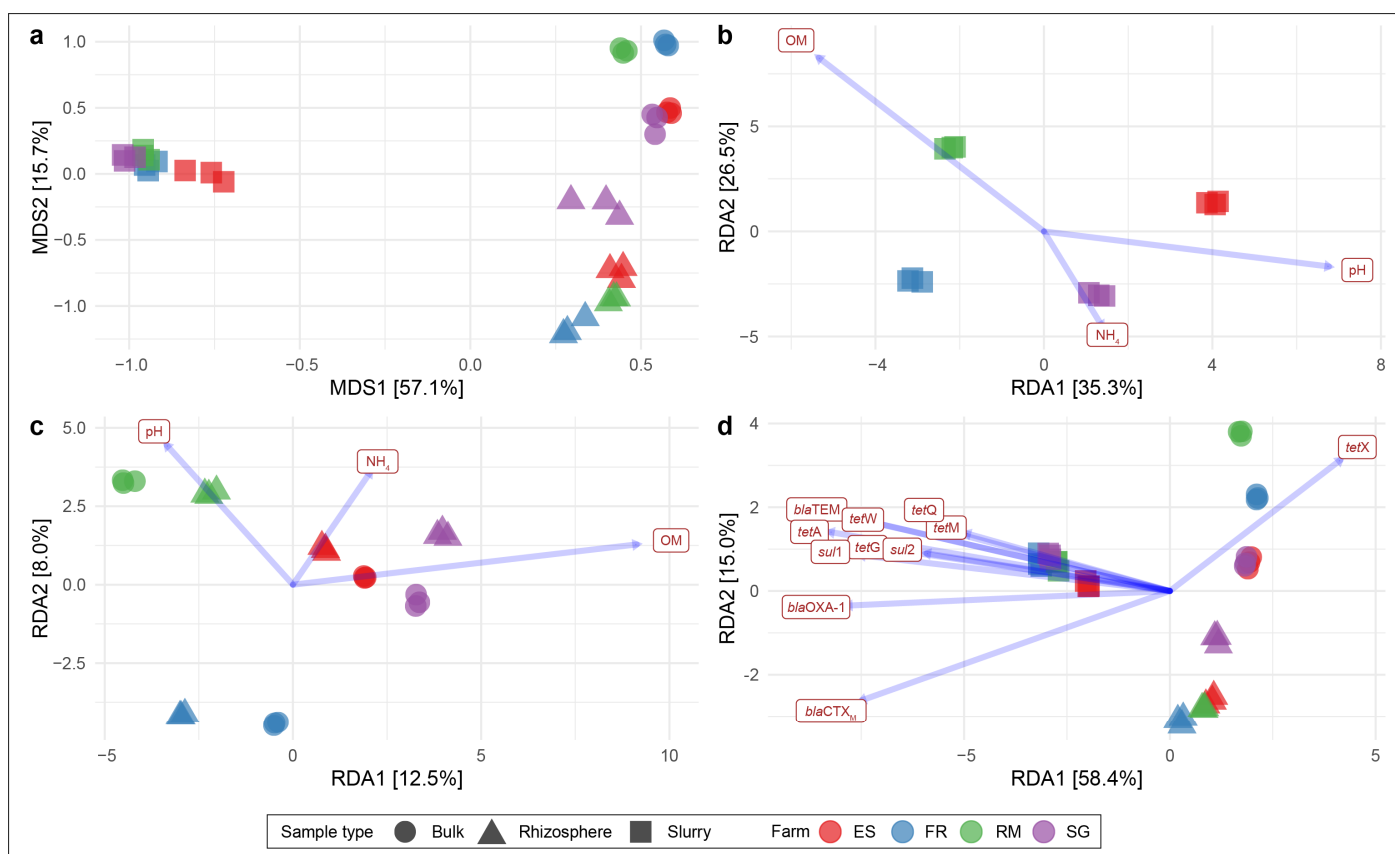 a
1.0
0.5
0.0
−0.5
−1.0
MDS2 [15.7%]
−1.0
−0.5
0.0
0.5
MDS1 [57.1%]
b
OM
pH
NH₄
5
0
−5
RDA2 [26.5%]
−4
0
4
8
RDA1 [35.3%]
c
pH
NH₄
OM
5.0
2.5
0.0
−2.5
RDA2 [8.0%]
−5
0
5
10
RDA1 [12.5%]
d
tetX
blaTEM
tetQ
tetW
tetA
tetM
sul1
tetG
sul2
blaOXA-1
blaCTXₘ
4
2
0
−2
RDA2 [15.0%]
−5
0
5
RDA1 [58.4%]
Sample type Bulk Rhizosphere Slurry Farm ES FR RM SG